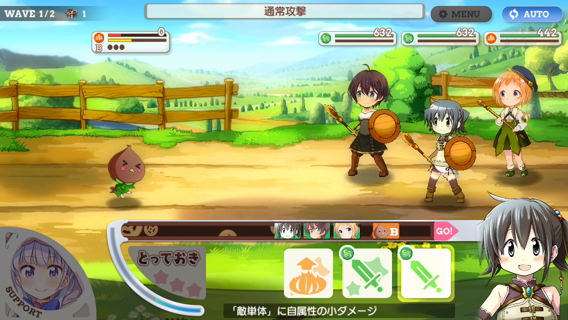 WAVE 1/2 1
通常攻撃
MENU
AUTO
0
B
632
632
442
B GO!
とっておき
SUPPORT
「敵単体」に自属性の小ダメージ